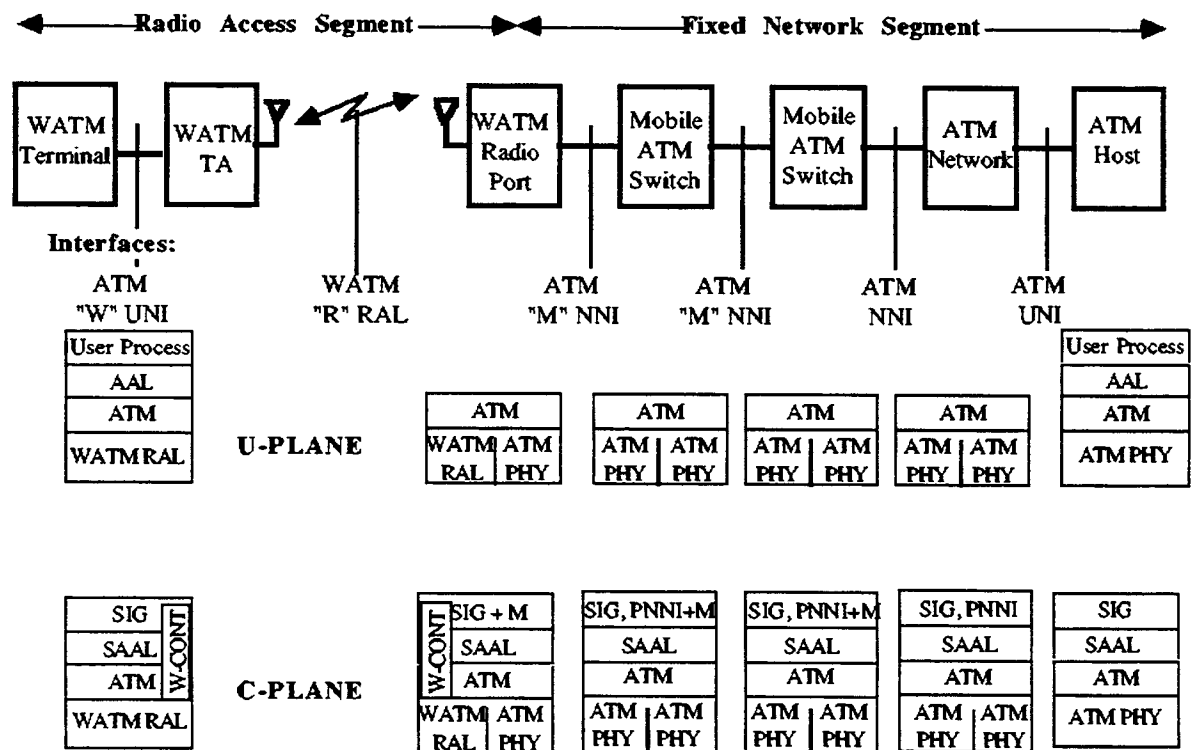 Radio Access Segment Fixed Network Segment
WATM Terminal
WATM TA
WATM Radio Port
Mobile ATM Switch
Mobile ATM Switch
ATM Network
ATM Host
Interfaces:
ATM "W" UNI
WATM "R" RAL
ATM "M" NNI
ATM "M" NNI
ATM NNI
ATM UNI
User Process
AAL
ATM
WATM RAL
U-PLANE
ATM
WATM RAL
ATM PHY
ATM
ATM PHY
ATM PHY
ATM
ATM PHY
ATM PHY
ATM
ATM PHY
ATM PHY
User Process
AAL
ATM
ATM PHY
SIG
SAAL
ATM
W-CONT
WATM RAL
C-PLANE
W-CONT
SIG + M
SAAL
ATM
WATM RAL
ATM PHY
SIG, PNNI+M
SAAL
ATM
ATM PHY
ATM PHY
SIG, PNNI+M
SAAL
ATM
ATM PHY
ATM PHY
SIG, PNNI
SAAL
ATM
ATM PHY
ATM PHY
SIG
SAAL
ATM
ATM PHY